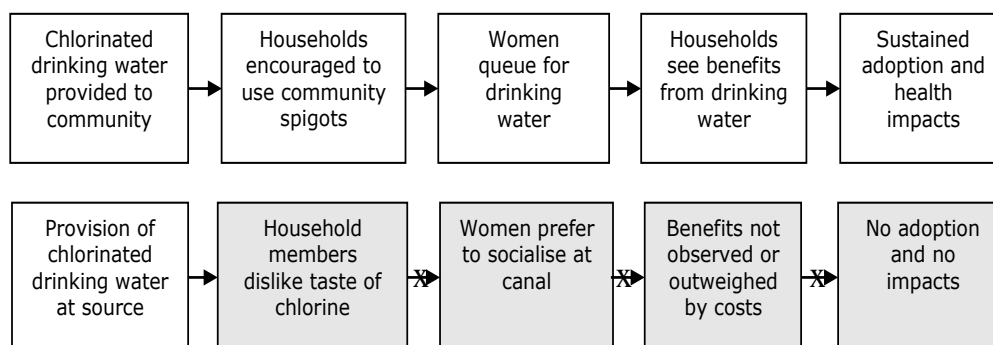 Chlorinated
drinking water
provided to
community
Households
encouraged to
use community
spigots
Women
queue for
drinking
water
Households
see benefits
from drinking
water
Sustained
adoption and
health
impacts
Provision of
chlorinated
drinking water
at source
Household
members
dislike taste of
chlorine
X
Women prefer
to socialise at
canal
X
Benefits not
observed or
outweighed
by costs
X
No adoption
and no
impacts